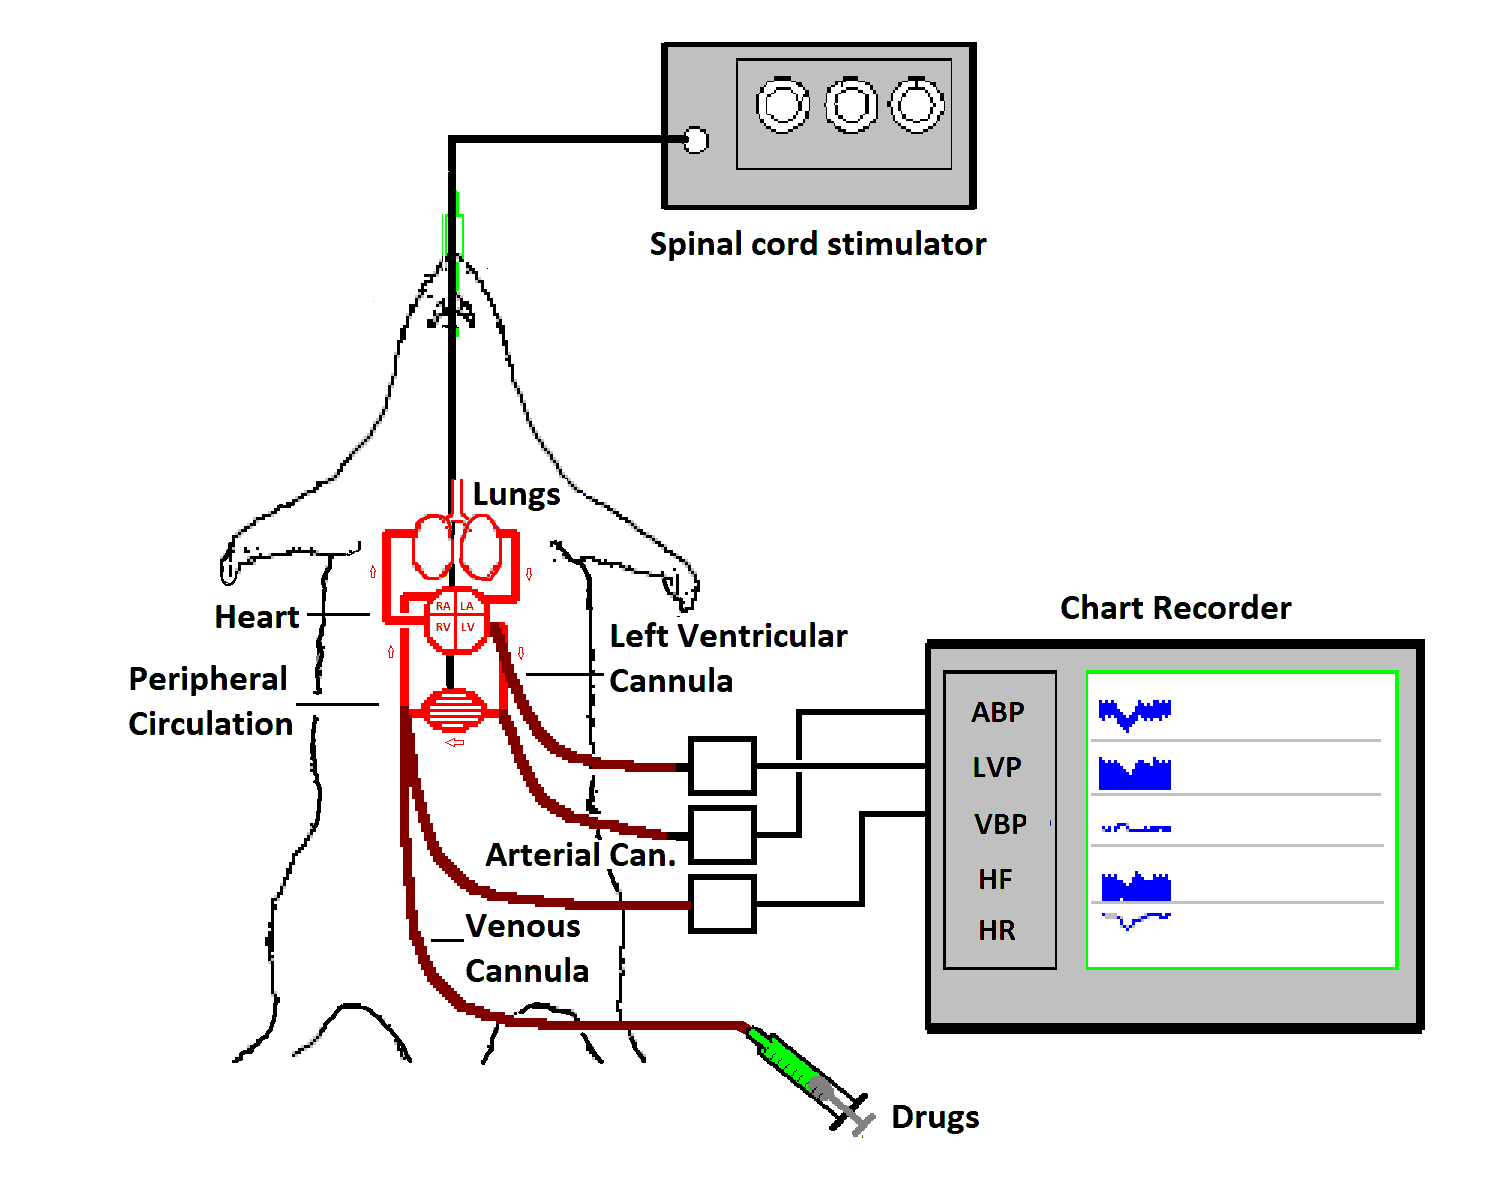 Spinal cord stimulator
Lungs
RA LA
RV LV
Heart
Left Ventricular
Cannula
Peripheral
Circulation
Arterial Can.
Venous
Cannula
Drugs
Chart Recorder
ABP
LVP
VBP
HF
HR